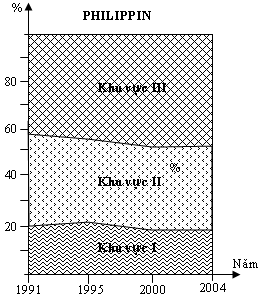 %
PHILIPPIN
80
60
40
20
Khu vực III
%
Khu vực II
Khu vực I
Năm
1991
1995
2000
2004